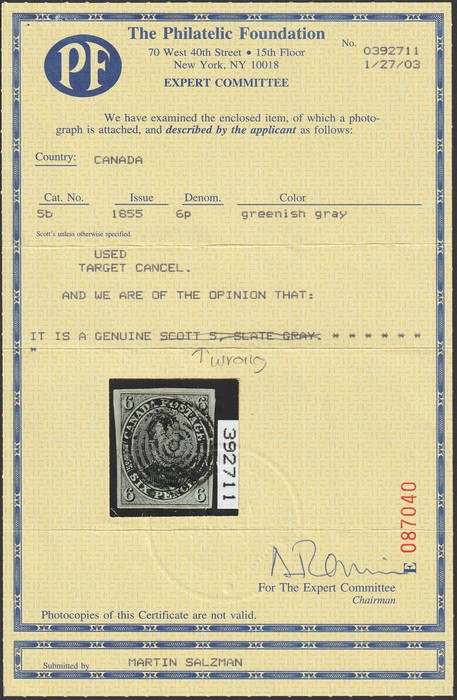 PF
The Philatelic Foundation
70 West 40th Street • 15th Floor
New York, NY 10018
EXPERT COMMITTEE
No. 0392711
1/27/03
We have examined the enclosed item, of which a photo-
graph is attached, and described by the applicant as follows:
Country: CANADA
Cat. No. Issue Denom. Color
5b 1855 6p greenish gray
Scott's unless otherwise specified.
USED
TARGET CANCEL.
AND WE ARE OF THE OPINION THAT:
IT IS A GENUINE SCOTT 5, SLATE GRAY. * * * * * *
*
↑ wrong
6 6
CANADA POSTAGE
SIX PENCE
6 6
392711
E 087040
For The Expert Committee
Chairman
Photocopies of this Certificate are not valid.
Submitted by MARTIN SALZMAN